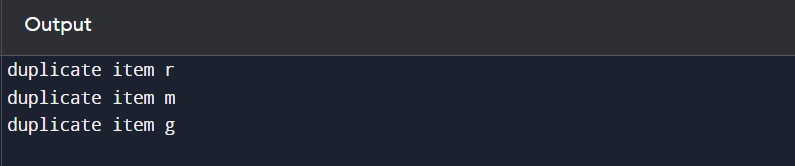 Output
duplicate item r
duplicate item m
duplicate item g